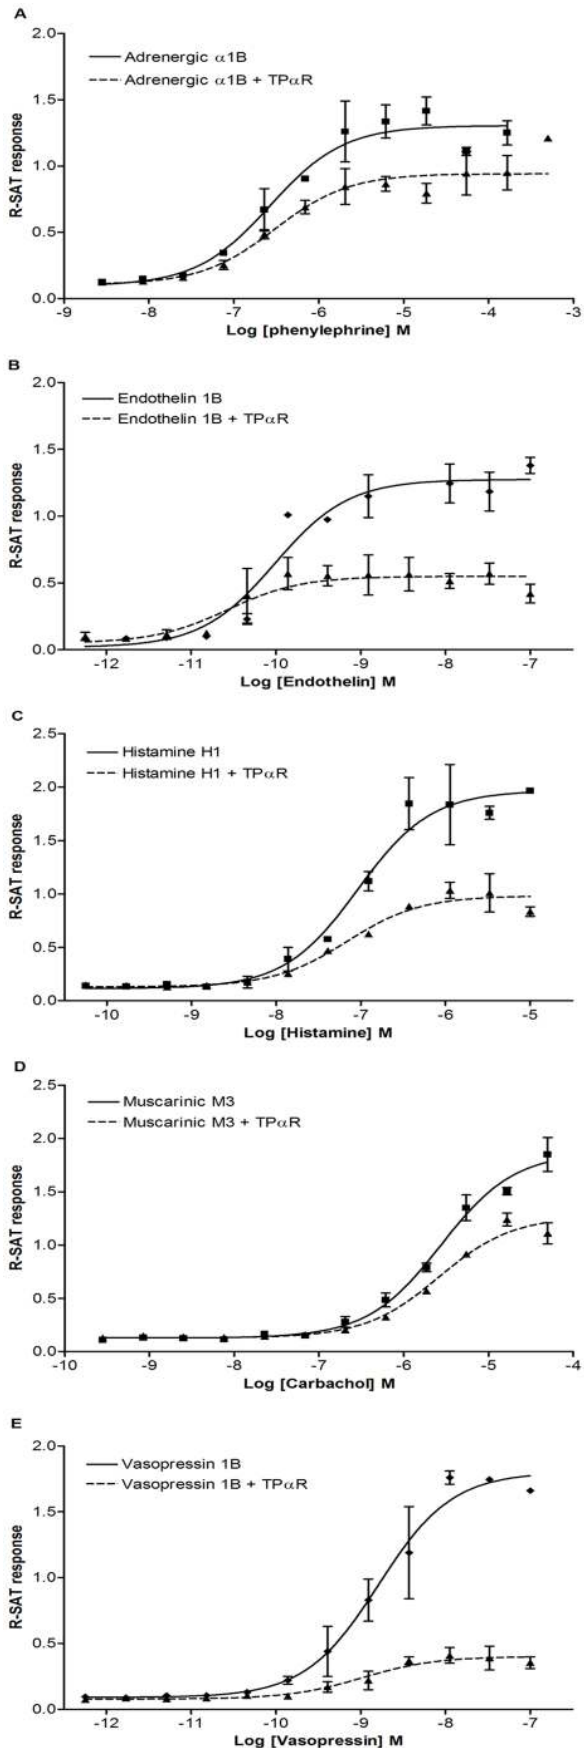 A
2.0
Adrenergic α1B
Adrenergic α1B + TPαR
1.5
1.0
0.5
0.0
R-SAT response
-9 -8 -7 -6 -5 -4 -3
Log [phenylephrine] M
B
2.0
Endothelin 1B
Endothelin 1B + TPαR
1.5
1.0
0.5
0.0
R-SAT response
-12 -11 -10 -9 -8 -7
Log [Endothelin] M
C
2.5
Histamine H1
Histamine H1 + TPαR
2.0
1.5
1.0
0.5
0.0
R-SAT response
-10 -9 -8 -7 -6 -5
Log [Histamine] M
D
2.5
Muscarinic M3
Muscarinic M3 + TPαR
2.0
1.5
1.0
0.5
0.0
R-SAT response
-10 -9 -8 -7 -6 -5 -4
Log [Carbachol] M
E
2.0
Vasopressin 1B
Vasopressin 1B + TPαR
1.5
1.0
0.5
0.0
R-SAT response
-12 -11 -10 -9 -8 -7
Log [Vasopressin] M